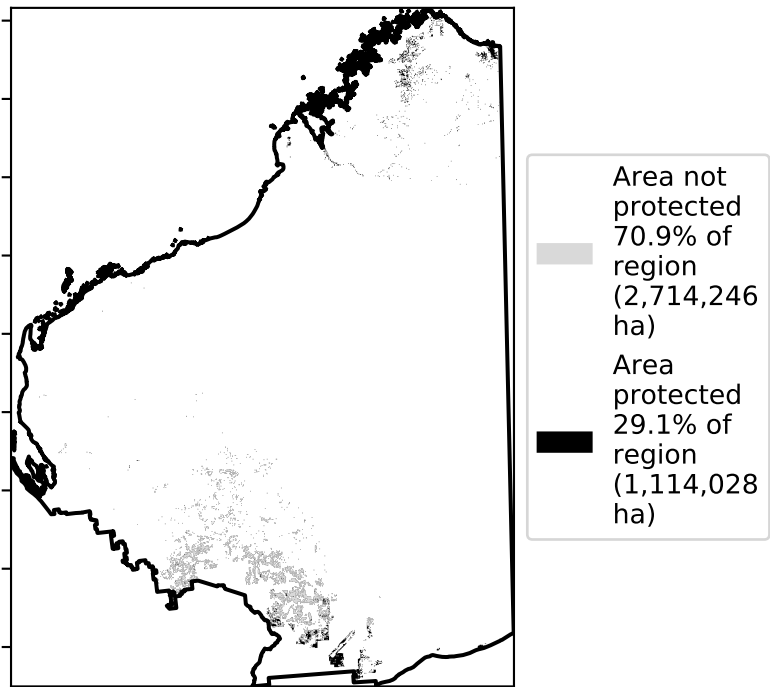 Area not
protected
70.9% of
region
(2,714,246
ha)
Area
protected
29.1% of
region
(1,114,028
ha)